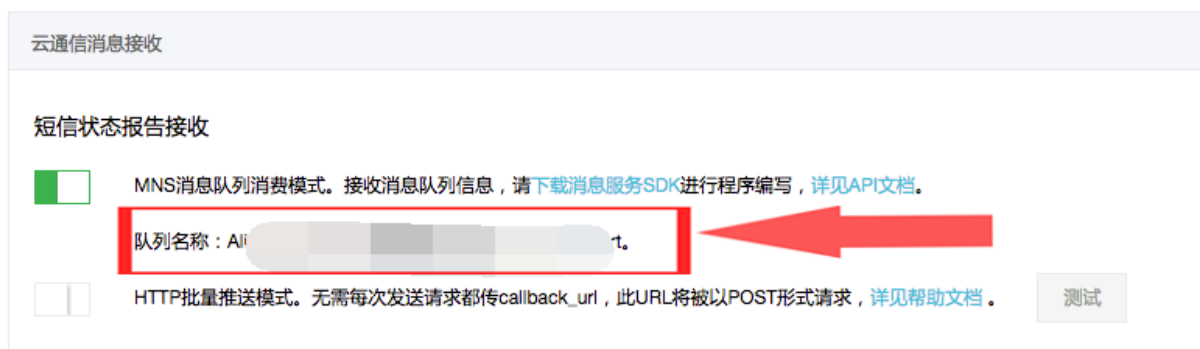 云通信消息接收
短信状态报告接收
MNS消息队列消费模式。接收消息队列信息，请下载消息服务SDK进行程序编写，详见API文档。
队列名称：Ali
HTTP批量推送模式。无需每次发送请求都传callback_url，此URL将被以POST形式请求，详见帮助文档 。
测试